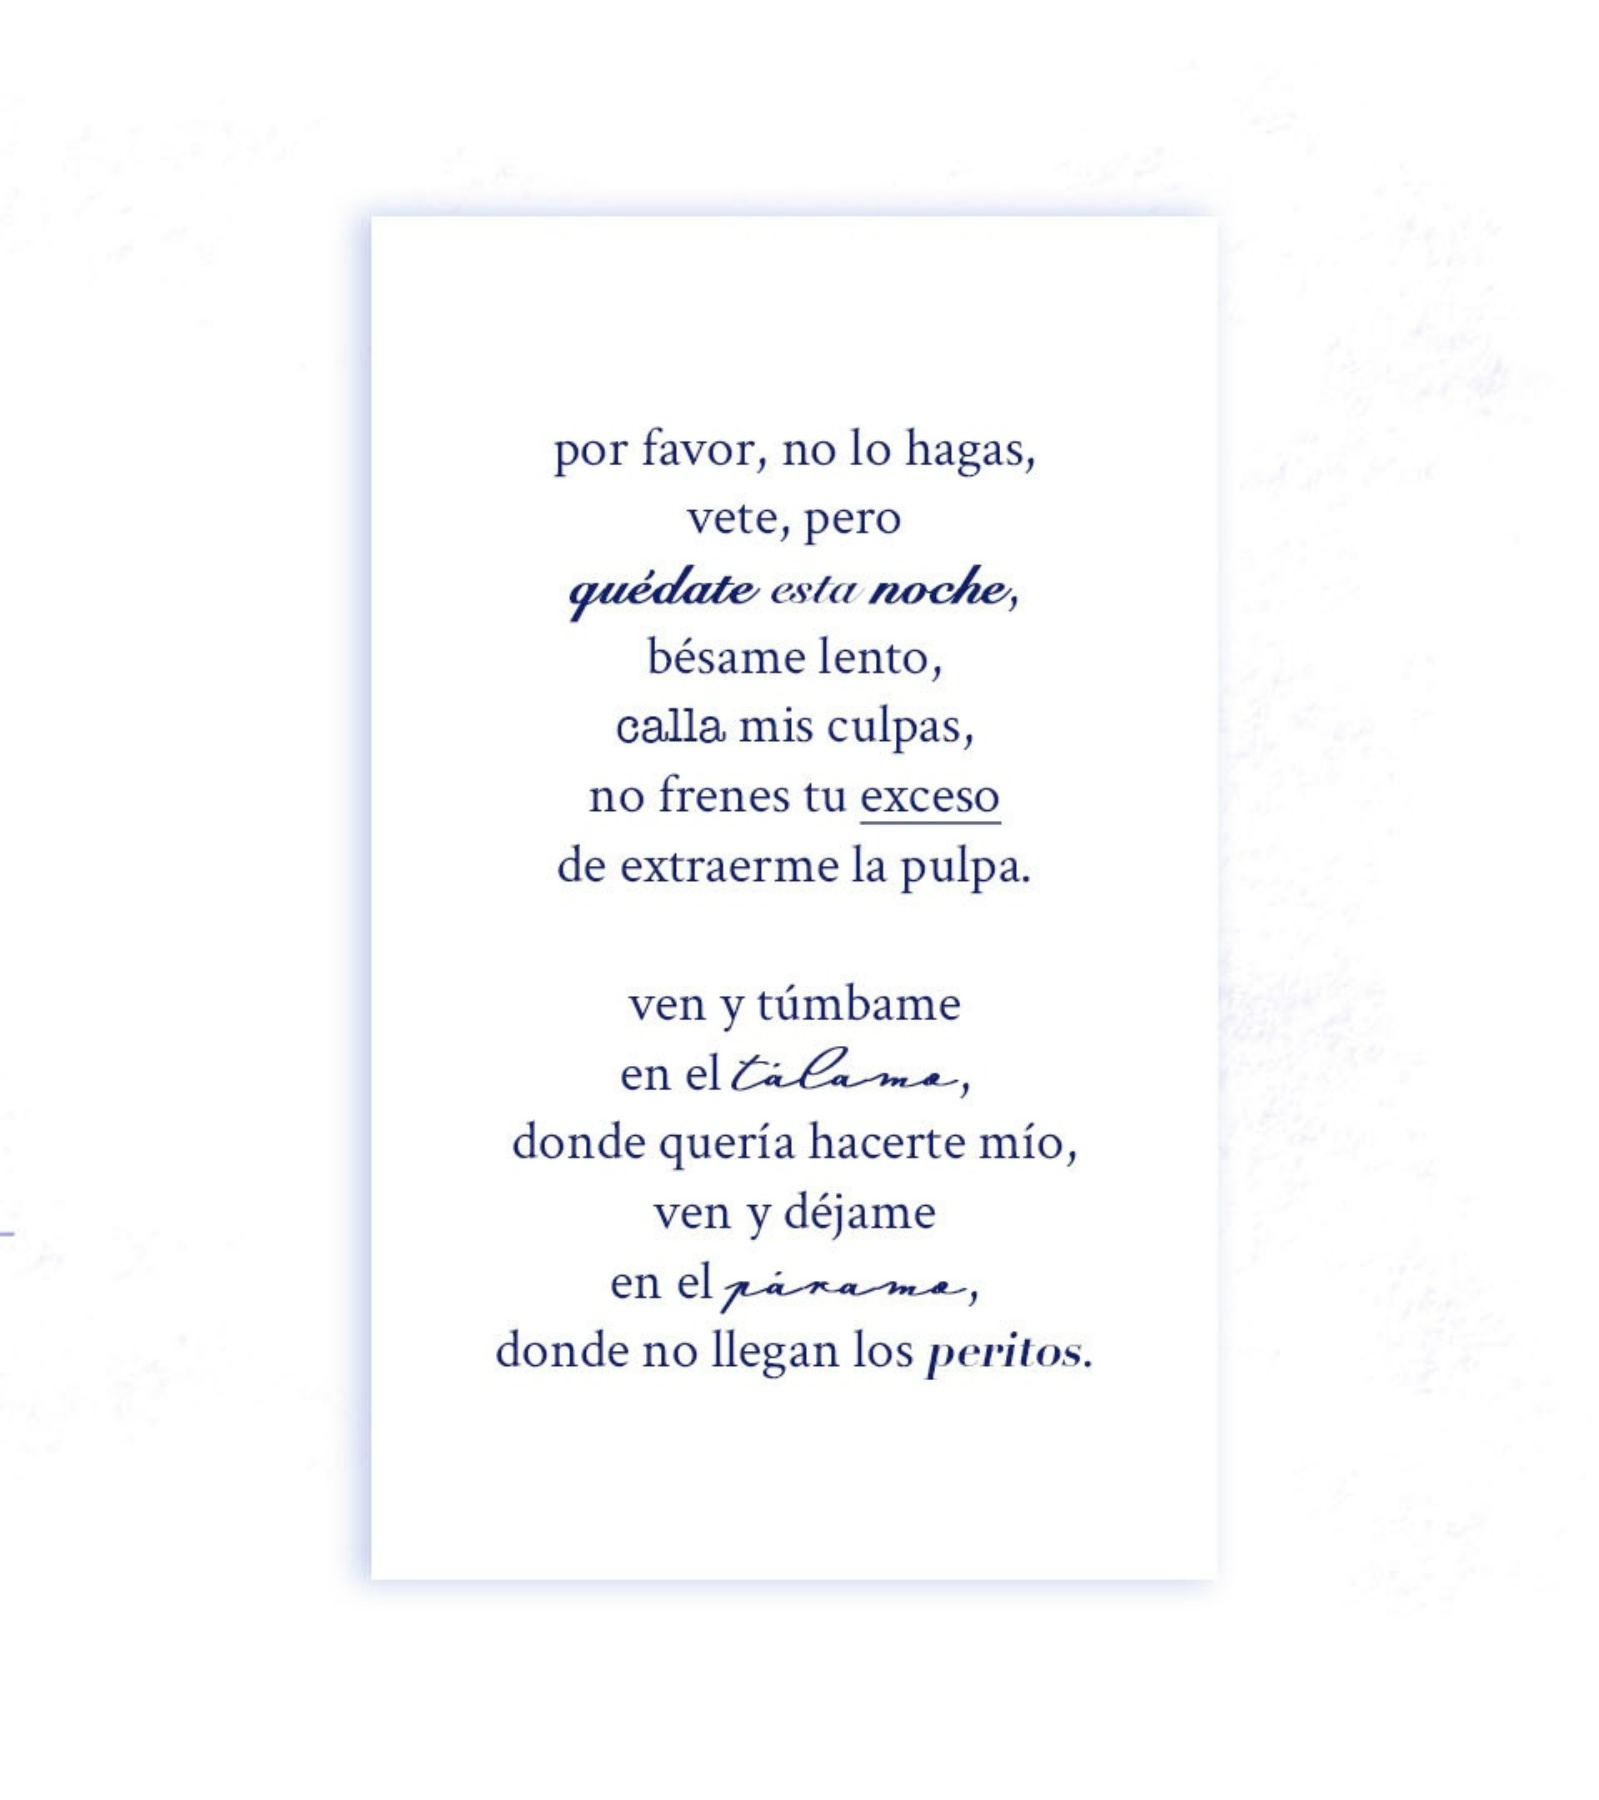 por favor, no lo hagas,
vete, pero
quédate esta noche,
bésame lento,
calla mis culpas,
no frenes tu exceso
de extraerme la pulpa.
ven y túmbame
en el tálamo,
donde quería hacerte mío,
ven y déjame
en el páramo,
donde no llegan los peritos.